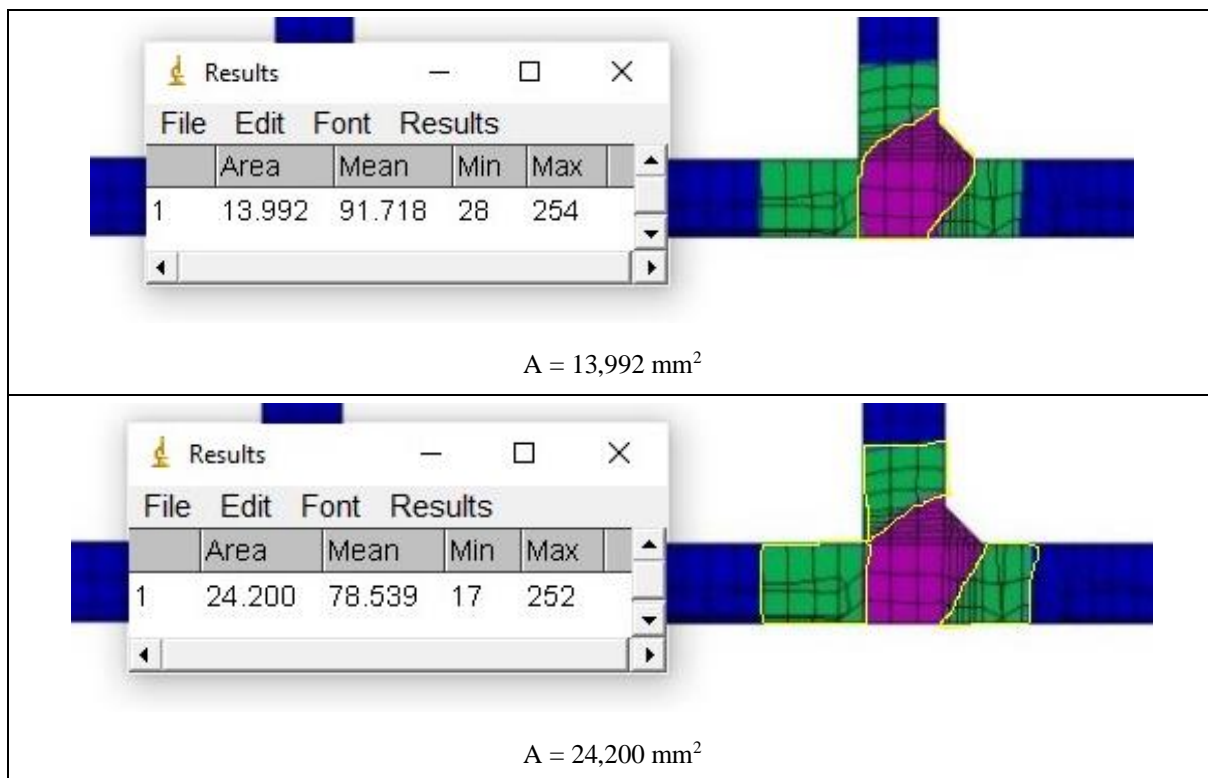 Results
File Edit Font Results
Area Mean Min Max
1 13.992 91.718 28 254
A = 13,992 mm²
Results
File Edit Font Results
Area Mean Min Max
1 24.200 78.539 17 252
A = 24,200 mm²